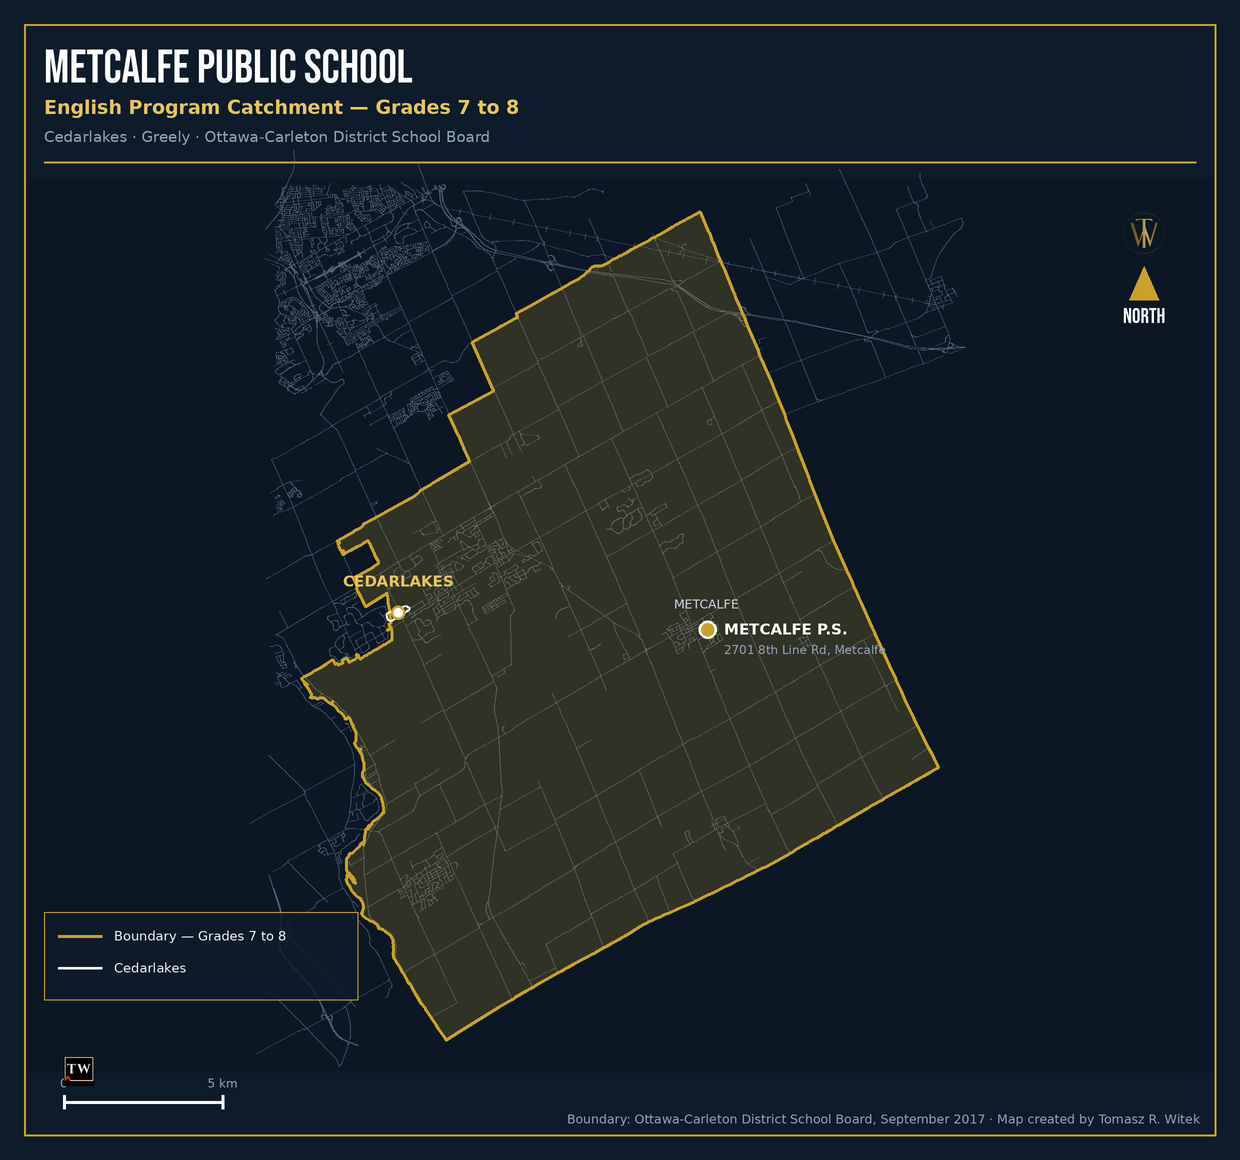 METCALFE PUBLIC SCHOOL
English Program Catchment — Grades 7 to 8
Cedarlakes · Greely · Ottawa-Carleton District School Board
TW
NORTH
CEDARLAKES
METCALFE
METCALFE P.S.
2701 8th Line Rd, Metcalfe
Boundary — Grades 7 to 8
Cedarlakes
TW
0 5 km
Boundary: Ottawa-Carleton District School Board, September 2017 · Map created by Tomasz R. Witek